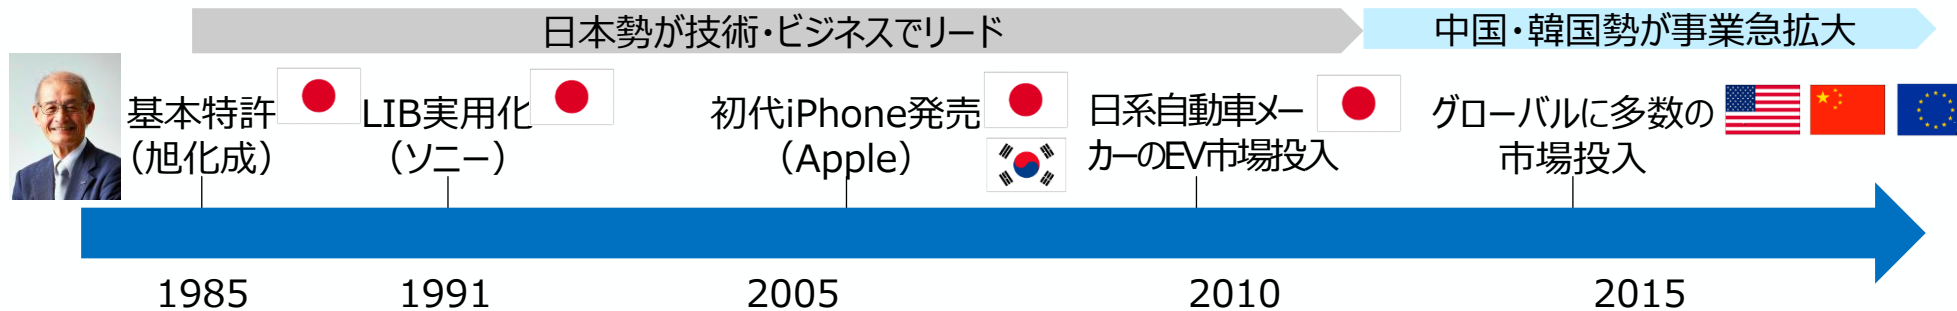 日本勢が技術・ビジネスでリード
中国・韓国勢が事業急拡大
基本特許
（旭化成）
LIB実用化
（ソニー）
初代iPhone発売
（Apple）
日系自動車メー
カーのEV市場投入
グローバルに多数の
市場投入
1985
1991
2005
2010
2015